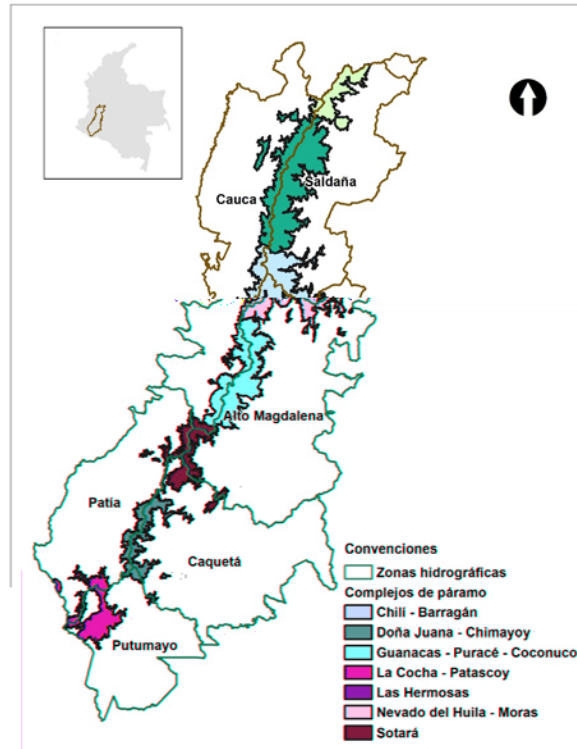 Saldaña
Cauca
Alto Magdalena
Patía
Caquetá
Putumayo
Convenciones
Zonas hidrográficas
Complejos de páramo
Chilí - Barragán
Doña Juana - Chimayoy
Guanacas - Puracé - Coconuco
La Cocha - Patascoy
Las Hermosas
Nevado del Huila - Moras
Sotará